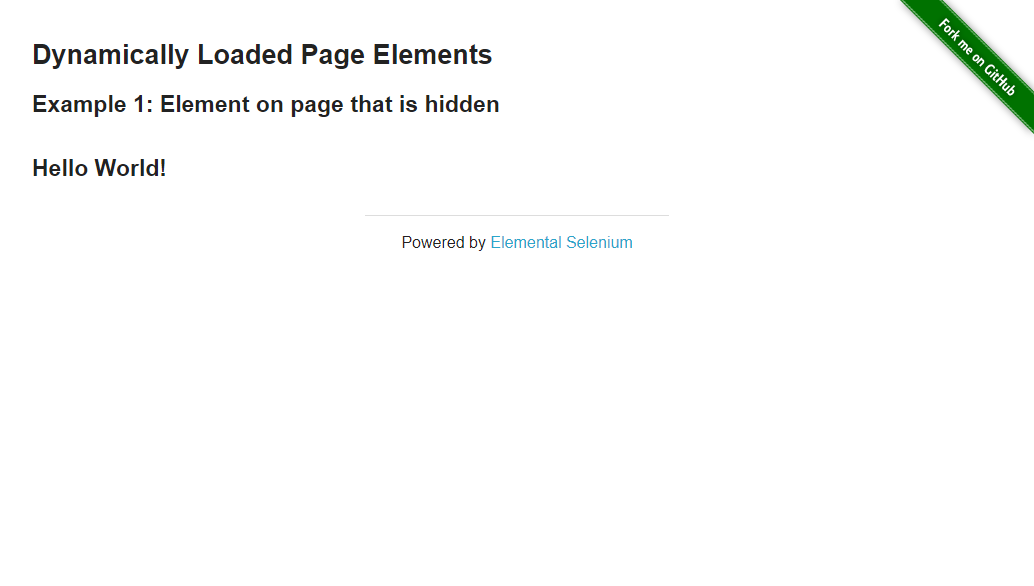 Fork me on GitHub
Dynamically Loaded Page Elements
Example 1: Element on page that is hidden
Hello World!
Powered by Elemental Selenium